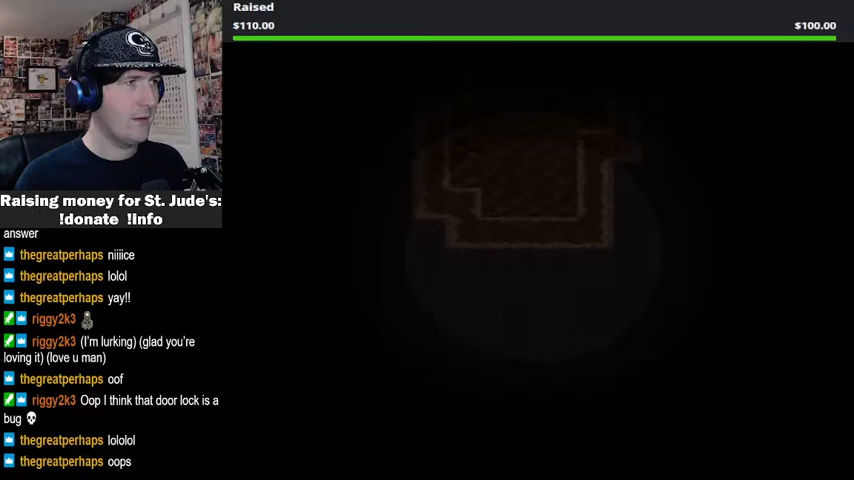 Raised
$110.00 $100.00
Raising money for St. Jude's:
!donate !Info
answer
thegreatperhaps niiiice
thegreatperhaps lolol
thegreatperhaps yay!!
riggy2k3
riggy2k3 (I'm lurking) (glad you're
loving it) (love u man)
thegreatperhaps oof
riggy2k3 Oop I think that door lock is a
bug 💀
thegreatperhaps lololol
thegreatperhaps oops